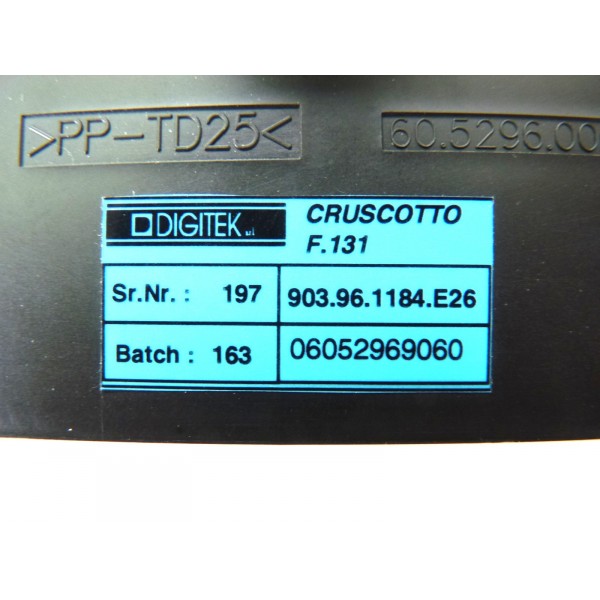 >PP-TD25< 60.5296.00
DIGITEK srl
CRUSCOTTO
F.131
Sr.Nr. : 197 903.96.1184.E26
Batch : 163 06052969060